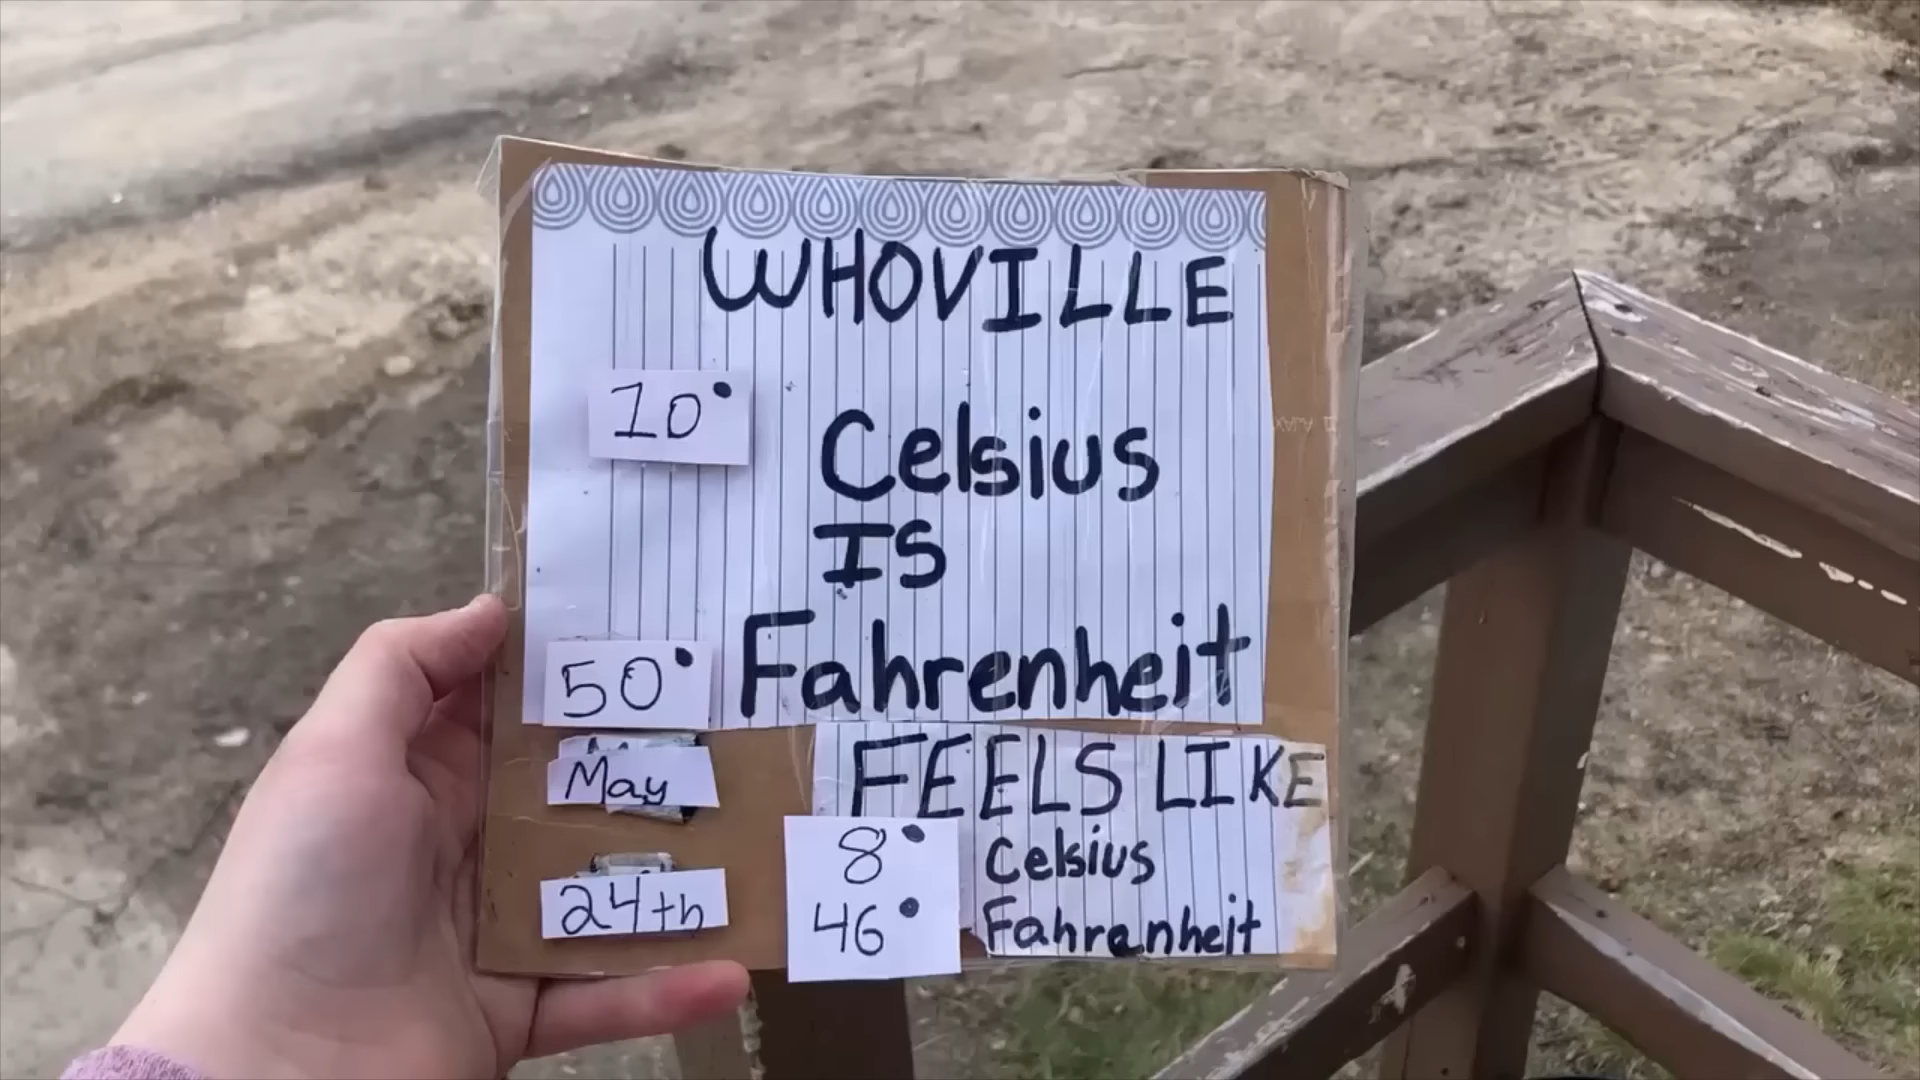 WHOVILLE
10°
Celsius
IS
50° Fahrenheit
May
24th
FEELS LIKE
8° Celsius
46° Fahrenheit